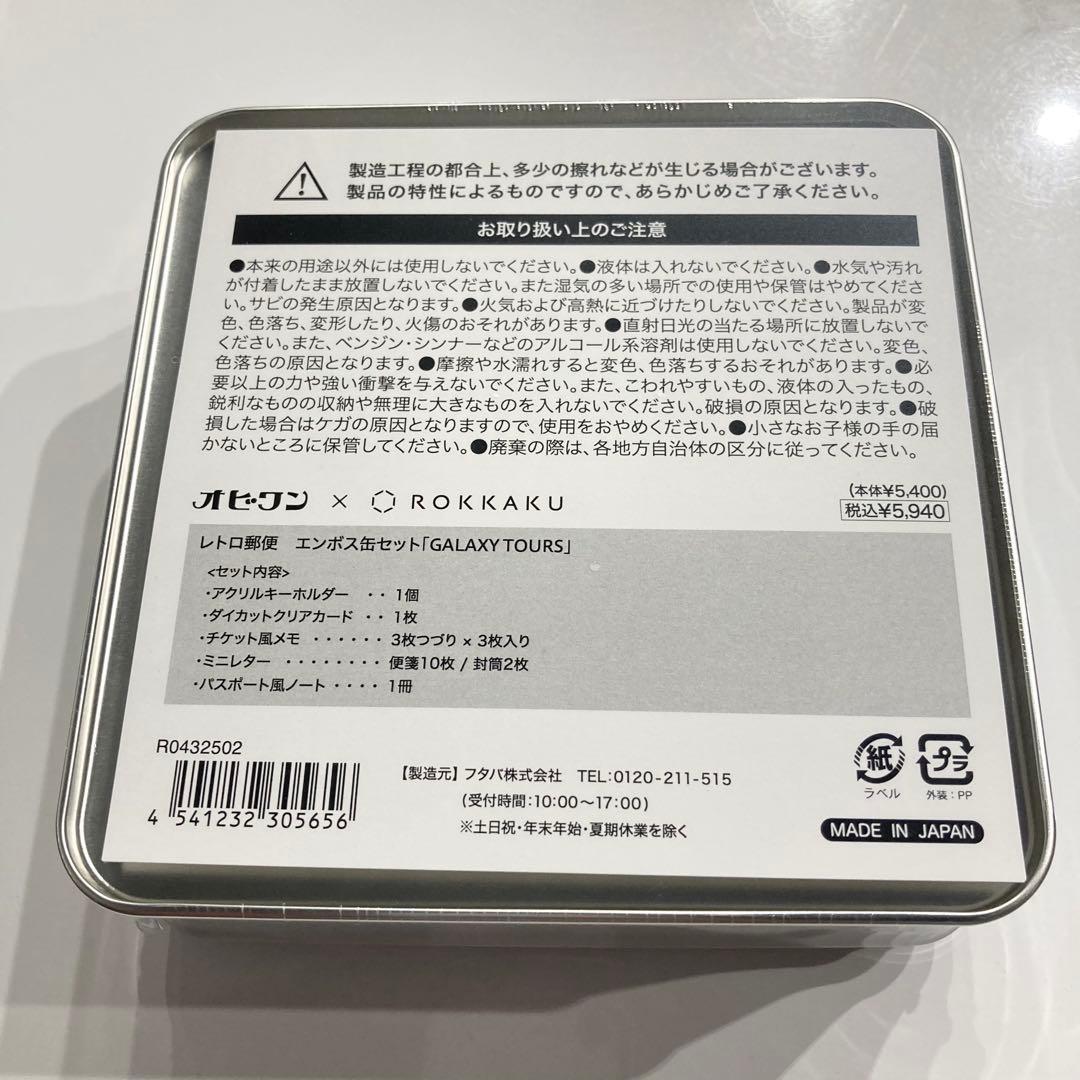 製造工程の都合上、多少の擦れなどが生じる場合がございます。
製品の特性によるものですので、あらかじめご了承ください。
お取り扱い上のご注意
●本来の用途以外には使用しないでください。●液体は入れないでください。●水気や汚れ
が付着したまま放置しないでください。また湿気の多い場所での使用や保管はやめてくださ
い。サビの発生原因となります。●火気および高熱に近づけたりしないでください。製品が変
色、色落ち、変形したり、火傷のおそれがあります。●直射日光の当たる場所に放置しないで
ください。また、ベンジン・シンナーなどのアルコール系溶剤は使用しないでください。変色、
色落ちの原因となります。●摩擦や水濡れすると変色、色落ちするおそれがあります。●必
要以上の力や強い衝撃を与えないでください。また、こわれやすいもの、液体の入ったもの、
鋭利なものの収納や無理に大きなものを入れないでください。破損の原因となります。●破
損した場合はケガの原因となりますので、使用をおやめください。●小さなお子様の手の届
かないところに保管してください。●廃棄の際は、各地方自治体の区分に従ってください。
オビ・ワン × ROKKAKU
(本体¥5,400)
税込¥5,940
レトロ郵便 エンボス缶セット「GALAXY TOURS」
<セット内容>
・アクリルキーホルダー ・・ 1個
・ダイカットクリアカード ・・ 1枚
・チケット風メモ ・・・・・・ 3枚つづり × 3枚入り
・ミニレター ・・・・・・・・ 便箋10枚 / 封筒2枚
・パスポート風ノート ・・・・ 1冊
R0432502
4 541232 305656
【製造元】フタバ株式会社 TEL:0120-211-515
(受付時間:10:00〜17:00)
※土日祝・年末年始・夏期休業を除く
紙
ラベル
プラ
外装:PP
MADE IN JAPAN